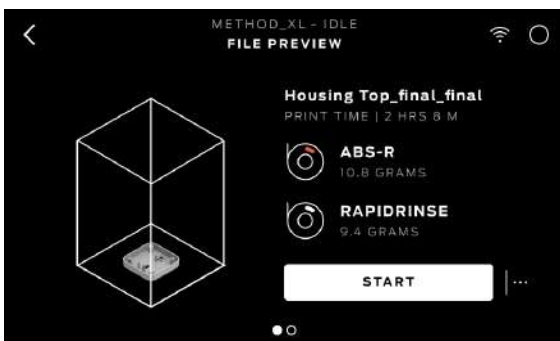 METHOD_XL - IDLE
FILE PREVIEW
Housing Top_final_final
PRINT TIME | 2 HRS 8 M
ABS-R
10.8 GRAMS
RAPIDRINSE
9.4 GRAMS
START